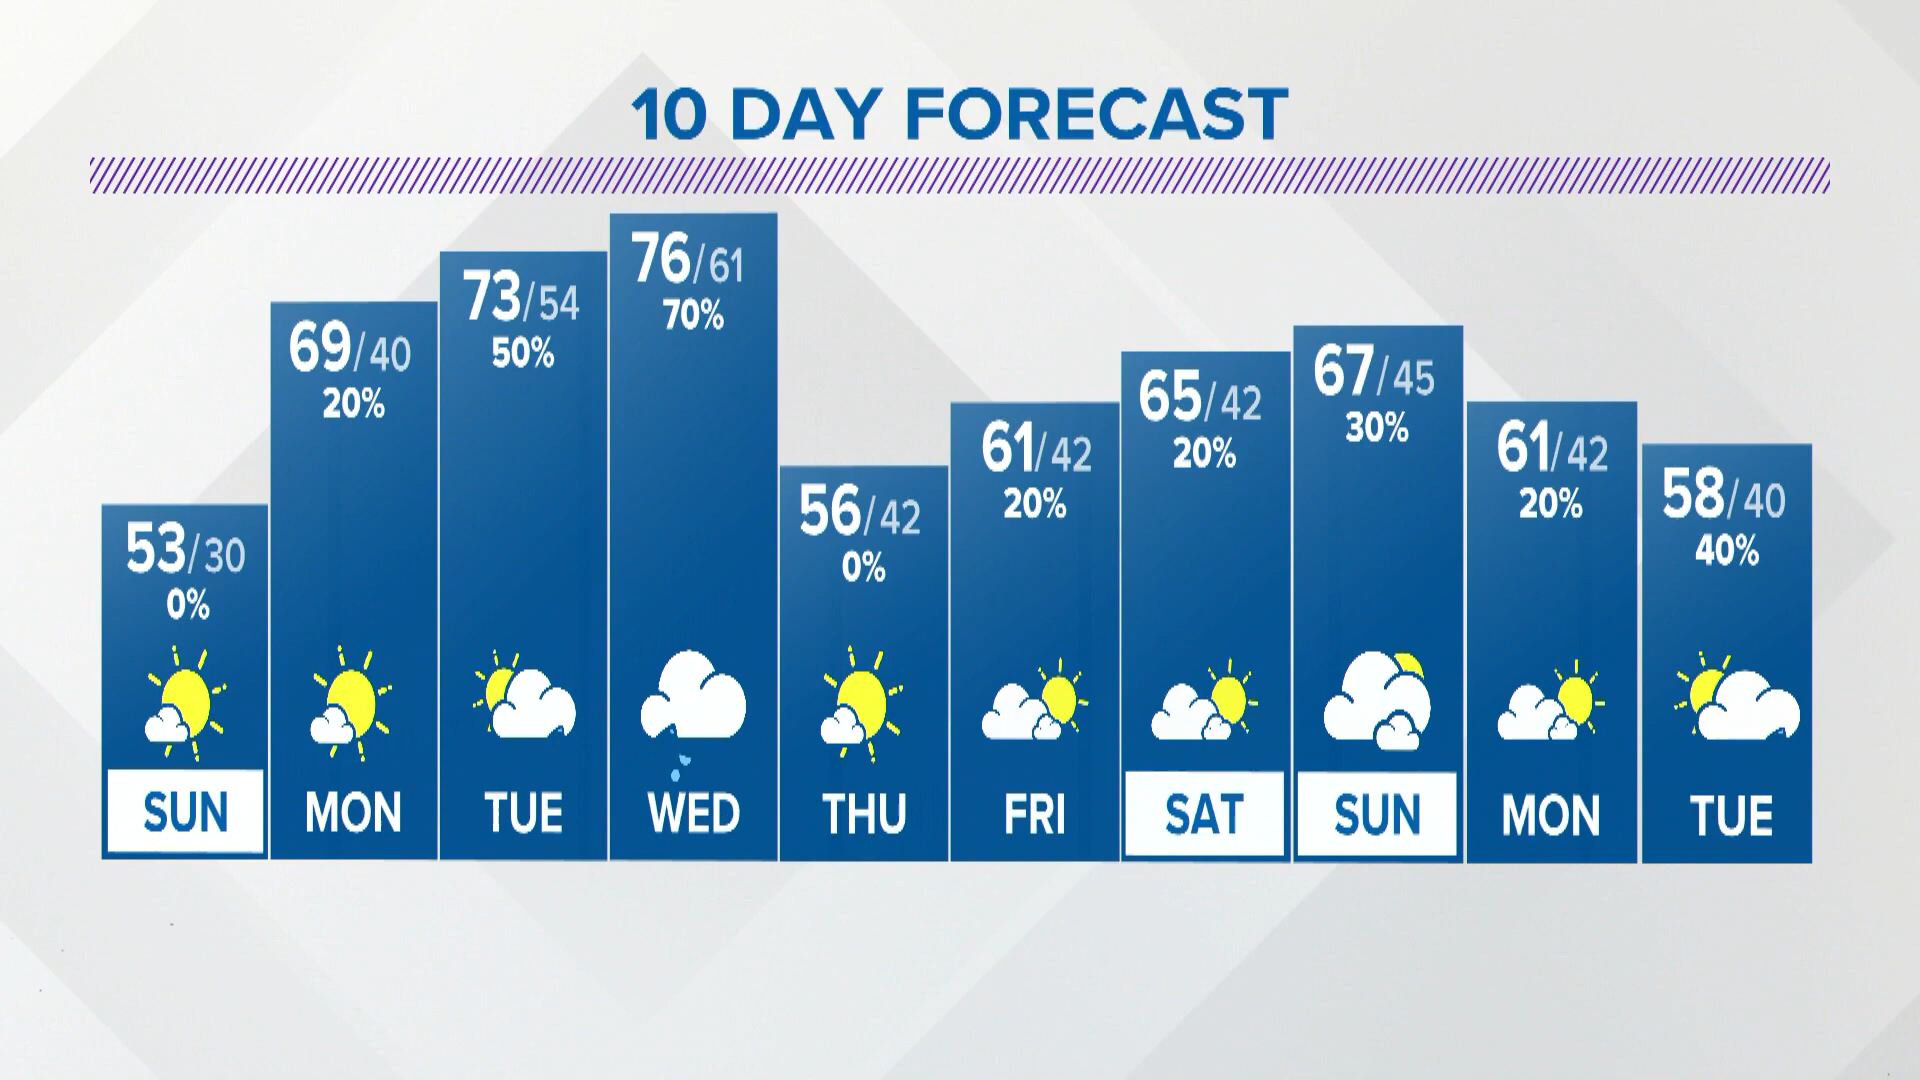 10 DAY FORECAST
53/30
0%
SUN
69/40
20%
MON
73/54
50%
TUE
76/61
70%
WED
56/42
0%
THU
61/42
20%
FRI
65/42
20%
SAT
67/45
30%
SUN
61/42
20%
MON
58/40
40%
TUE